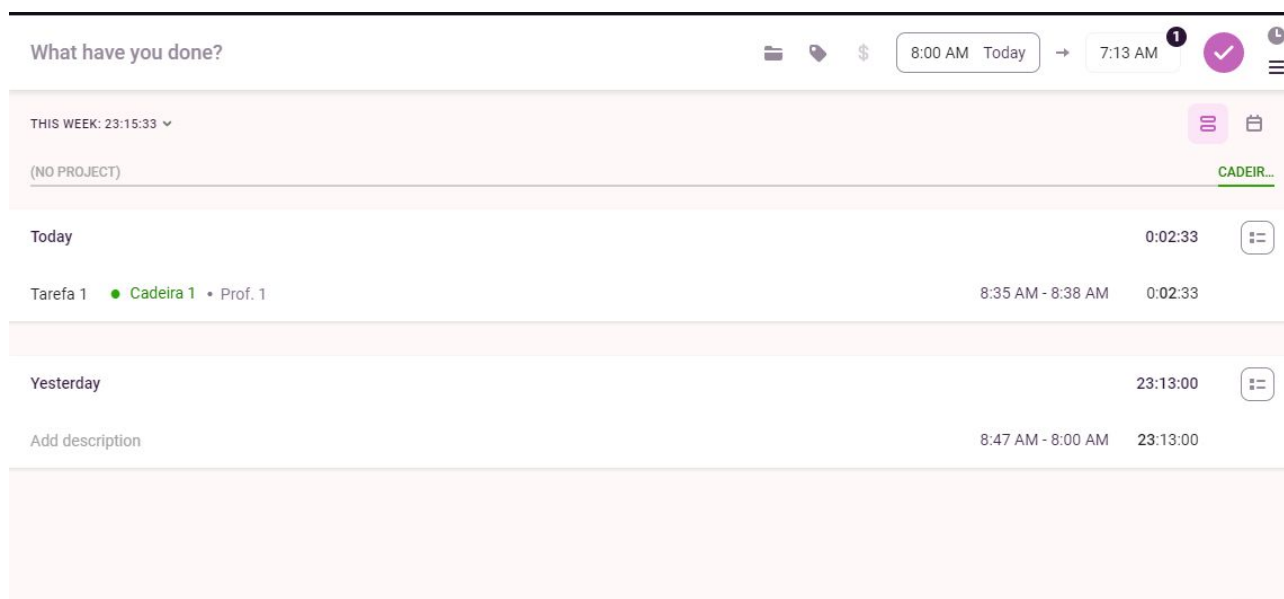 What have you done?
$ 8:00 AM Today → 7:13 AM 1
THIS WEEK: 23:15:33
(NO PROJECT) CADEIR...
Today 0:02:33
Tarefa 1 • Cadeira 1 • Prof. 1 8:35 AM - 8:38 AM 0:02:33
Yesterday 23:13:00
Add description 8:47 AM - 8:00 AM 23:13:00